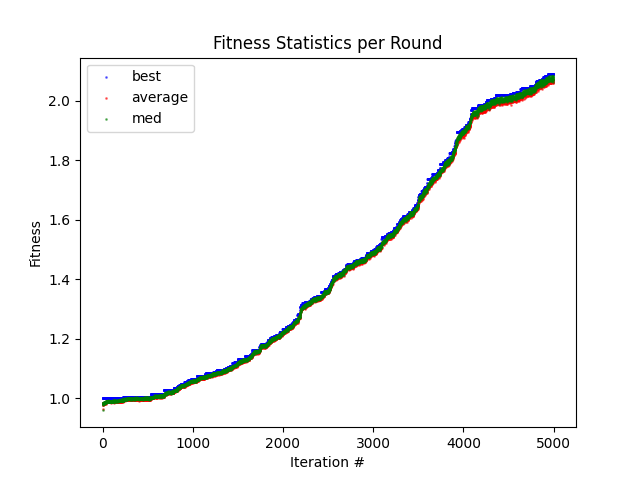 Fitness Statistics per Round
best
average
med
Fitness
2.0
1.8
1.6
1.4
1.2
1.0
0 1000 2000 3000 4000 5000
Iteration #